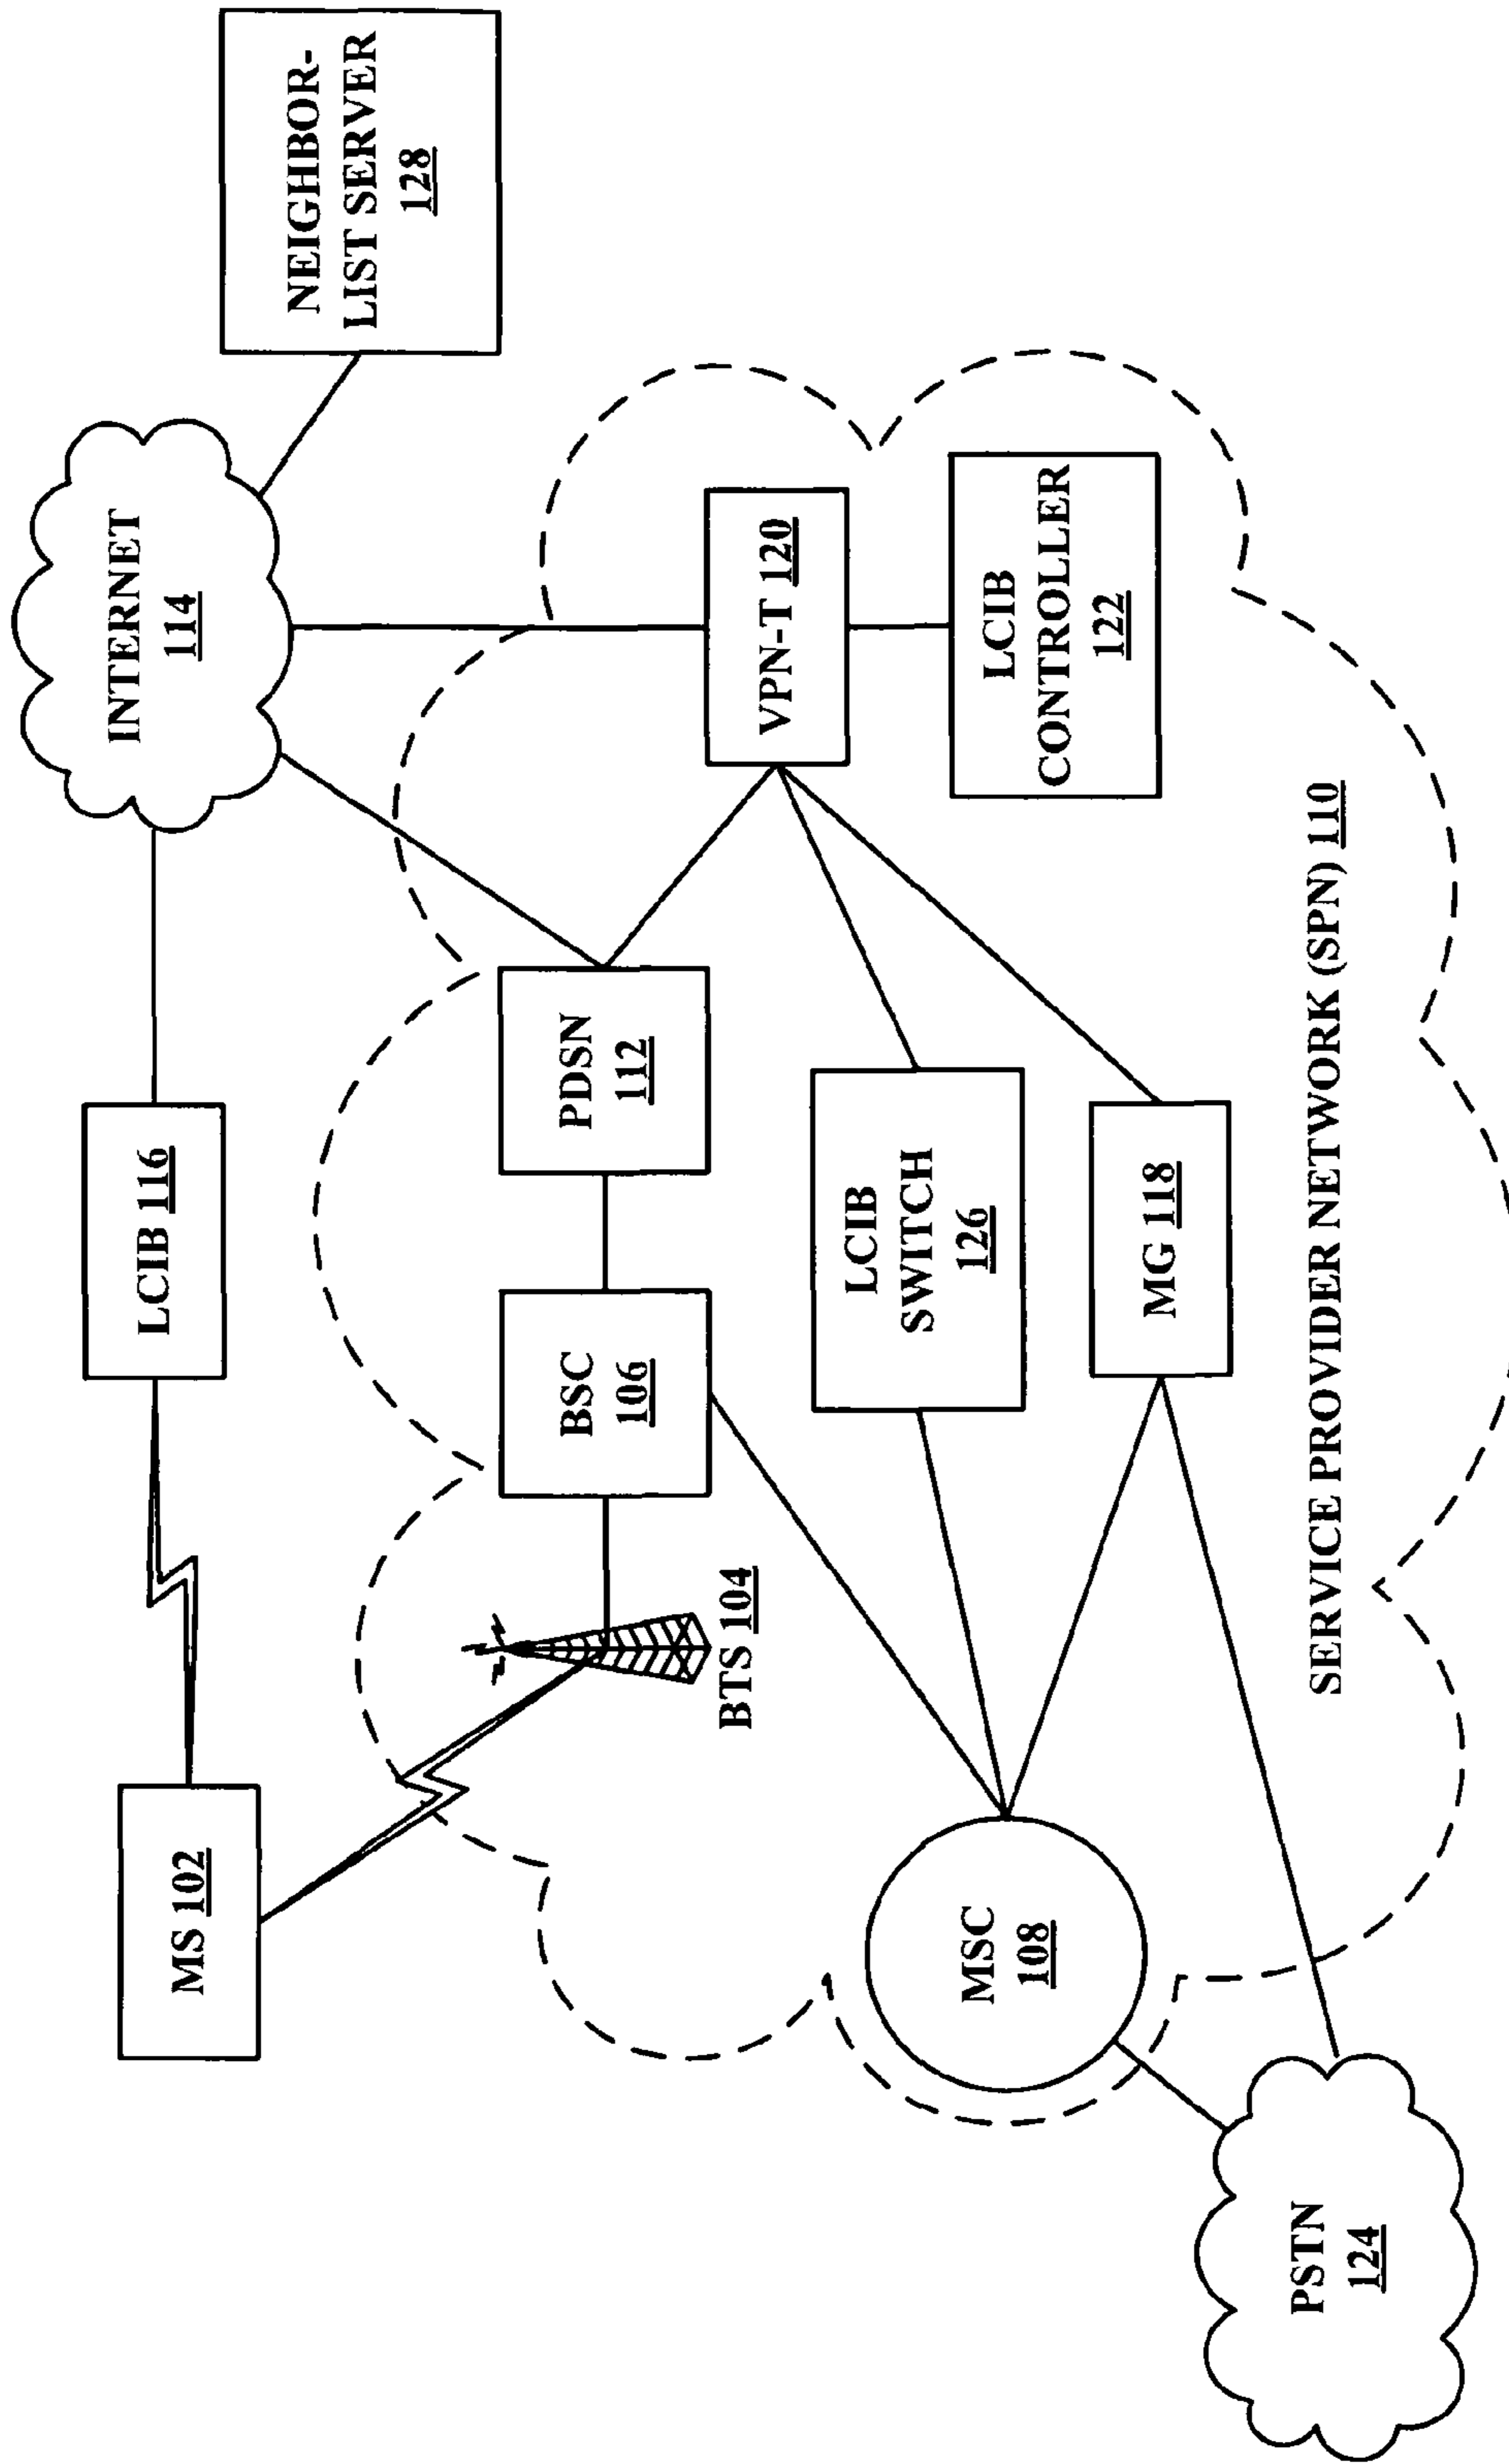 MS 102
LCIB 116
INTERNET
114
NEIGHBOR-
LIST SERVER
128
BTS 104
BSC
106
PDSN
112
VPN-T 120
LCIB
CONTROLLER
122
LCIB
SWITCH
126
MSC
108
MG 118
PSTN
124
SERVICE PROVIDER NETWORK (SPN) 110